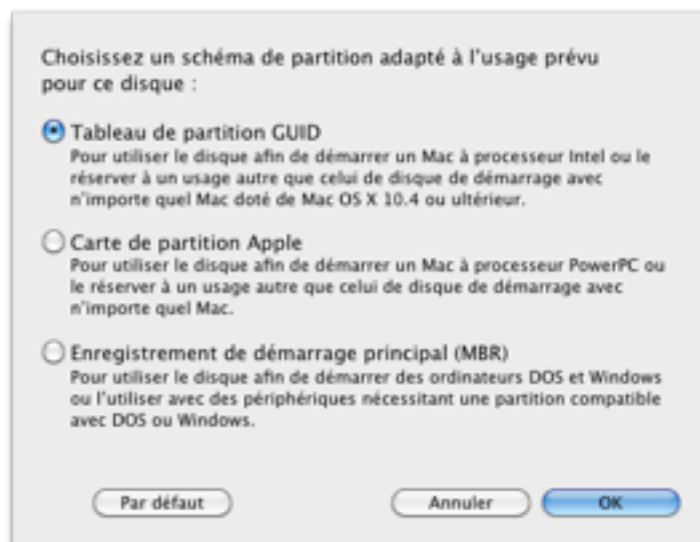 Choisissez un schéma de partition adapté à l'usage prévu
pour ce disque :
Tableau de partition GUID
Pour utiliser le disque afin de démarrer un Mac à processeur Intel ou le
réserver à un usage autre que celui de disque de démarrage avec
n'importe quel Mac doté de Mac OS X 10.4 ou ultérieur.
Carte de partition Apple
Pour utiliser le disque afin de démarrer un Mac à processeur PowerPC ou
le réserver à un usage autre que celui de disque de démarrage avec
n'importe quel Mac.
Enregistrement de démarrage principal (MBR)
Pour utiliser le disque afin de démarrer des ordinateurs DOS et Windows
ou l'utiliser avec des périphériques nécessitant une partition compatible
avec DOS ou Windows.
Par défaut Annuler OK